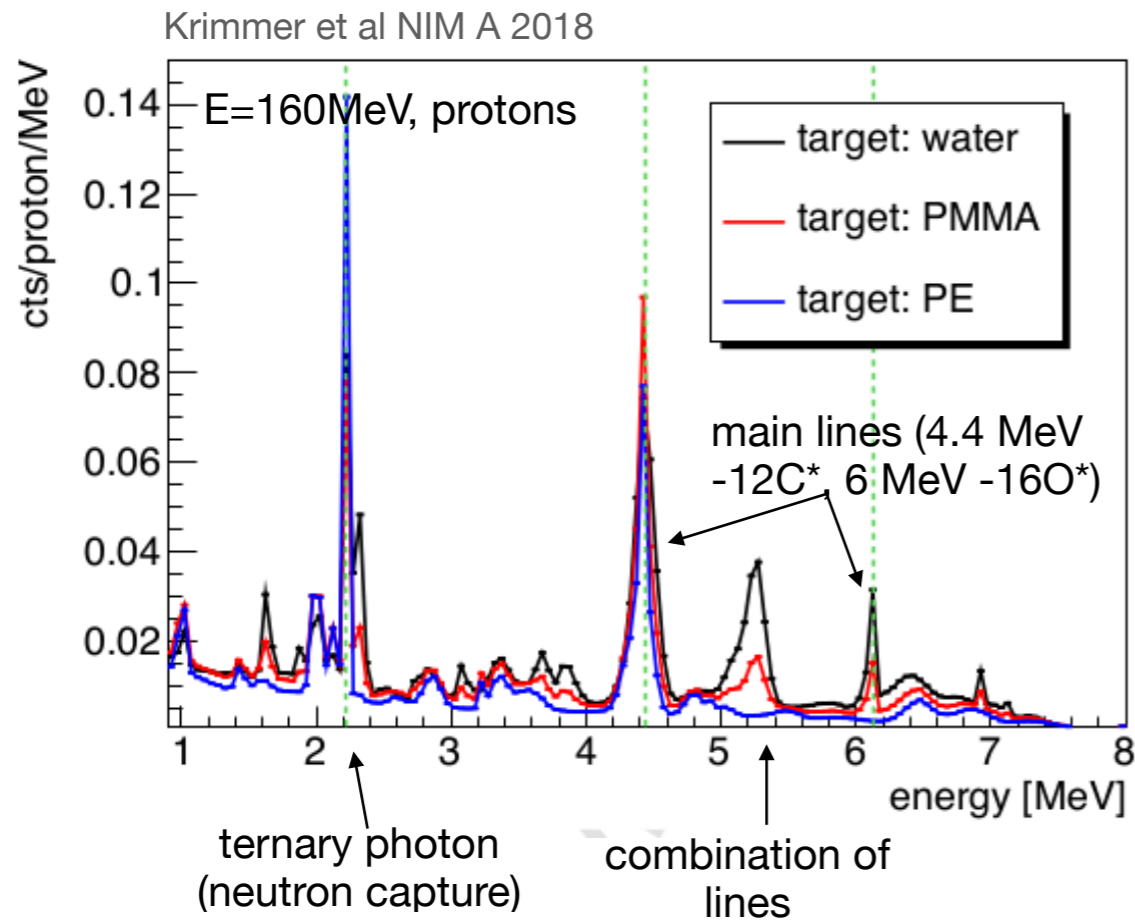 Krimmer et al NIM A 2018
cts/proton/MeV
0.14
0.12
0.1
0.08
0.06
0.04
0.02
E=160MeV, protons
target: water
target: PMMA
target: PE
main lines (4.4 MeV
-12C* 6 MeV -16O*)
1 2 3 4 5 6 7 8
energy [MeV]
ternary photon
(neutron capture)
combination of
lines